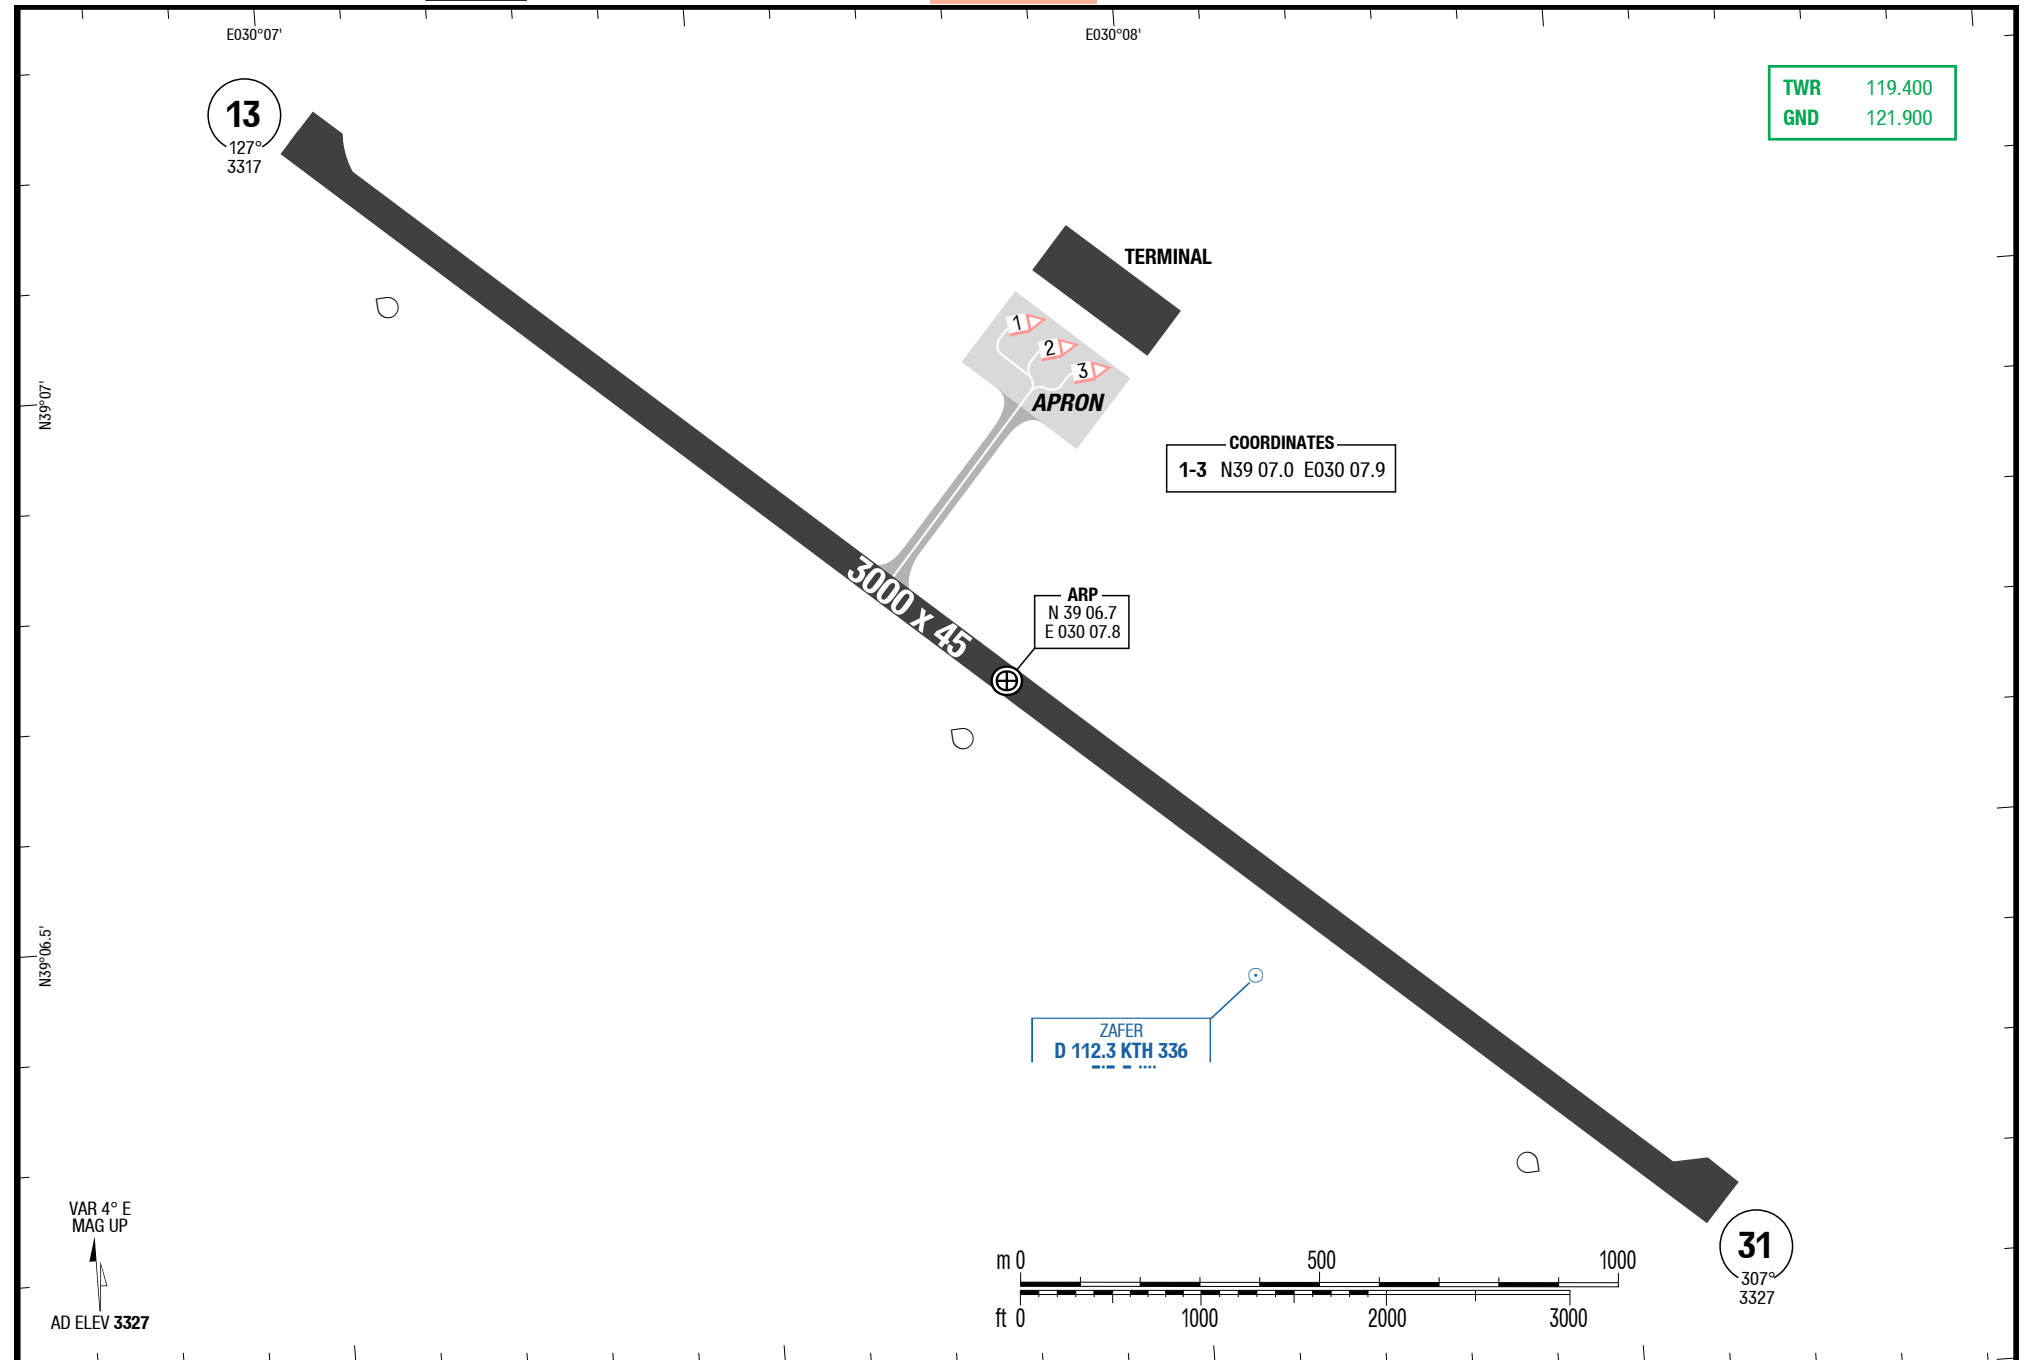 E030°07'
E030°08'
13
127°
3317
TWR 119.400
GND 121.900
TERMINAL
1
2
3
APRON
N39°07'
COORDINATES
1-3 N39 07.0 E030 07.9
3000 x 45
ARP
N 39 06.7
E 030 07.8
N39°06.5'
ZAFER
D 112.3 KTH 336
VAR 4° E
MAG UP
AD ELEV 3327
m 0 500 1000
ft 0 1000 2000 3000
31
307°
3327